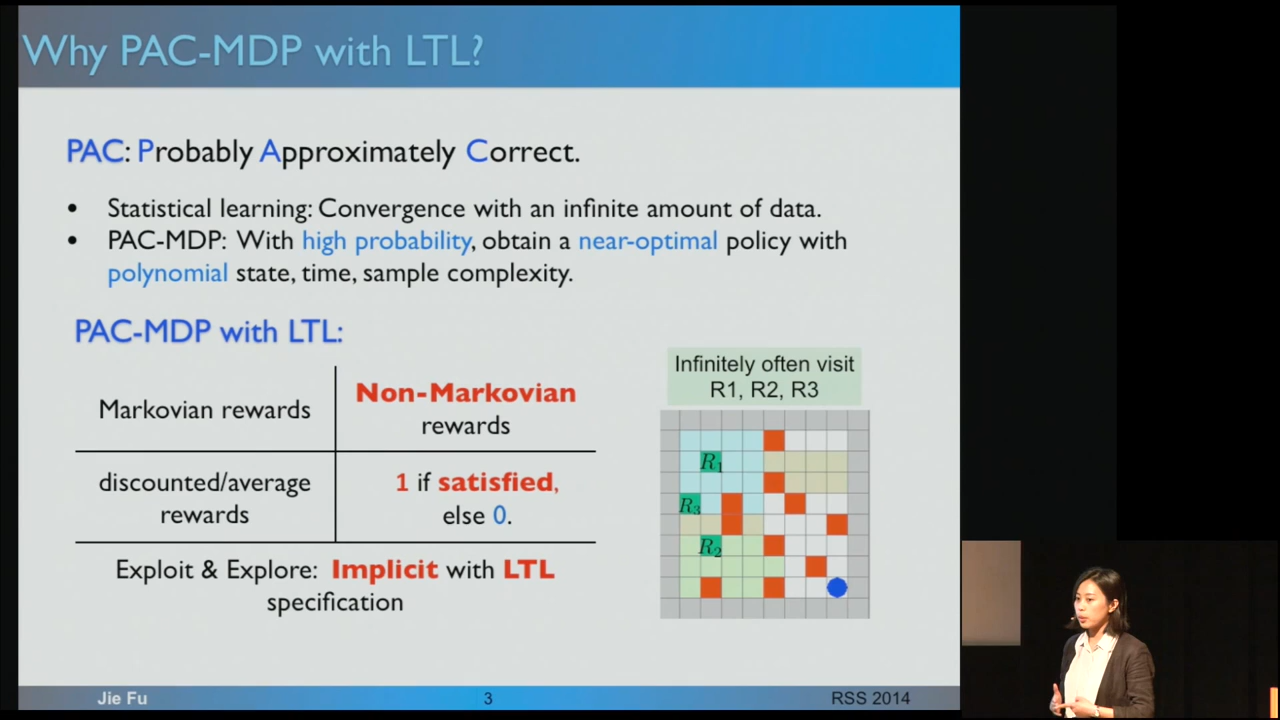 Why PAC-MDP with LTL?
PAC: Probably Approximately Correct.
• Statistical learning: Convergence with an infinite amount of data.
• PAC-MDP: With high probability, obtain a near-optimal policy with
polynomial state, time, sample complexity.
PAC-MDP with LTL:
Markovian rewards
Non-Markovian
rewards
discounted/average
rewards
1 if satisfied,
else 0.
Exploit & Explore: Implicit with LTL
specification
Infinitely often visit
R1, R2, R3
R1
R3
R2
Jie Fu
3
RSS 2014